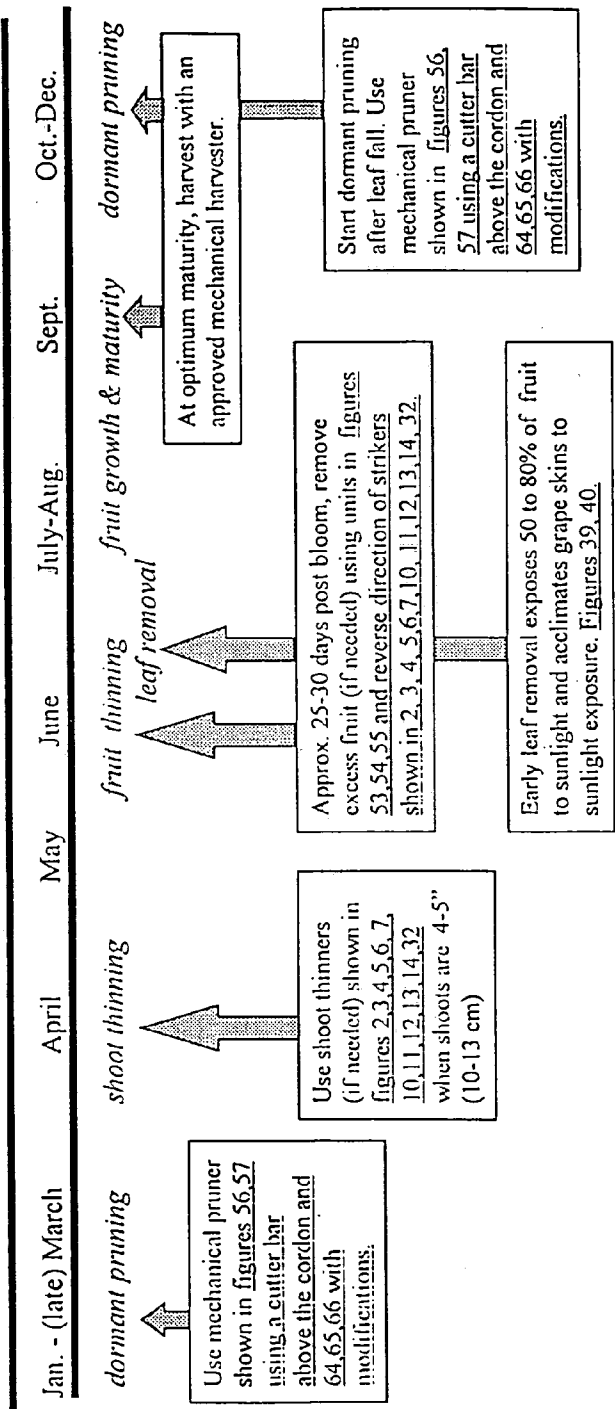 Jan. - (late) March April May June July-Aug. Sept. Oct.-Dec.
dormant pruning shoot thinning fruit thinning fruit growth & maturity dormant pruning
leaf removal
Use mechanical pruner
shown in figures 56,57
using a cutter bar
above the cordon and
64,65,66 with
modifications.
Use shoot thinners
(if needed) shown in
figures 2,3,4,5,6, 7,
10,11,12,13,14,32
when shoots are 4-5"
(10-13 cm)
Approx. 25-30 days post bloom, remove
excess fruit (if needed) using units in figures
53,54,55 and reverse direction of strikers
shown in 2, 3, 4, 5,6,7,10, 11,12,13,14, 32.
Early leaf removal exposes 50 to 80% of fruit
to sunlight and acclimates grape skins to
sunlight exposure. Figures 39, 40.
At optimum maturity, harvest with an
approved mechanical harvester.
Start dormant pruning
after leaf fall. Use
mechanical pruner
shown in figures 56,
57 using a cutter bar
above the cordon and
64,65,66 with
modifications.